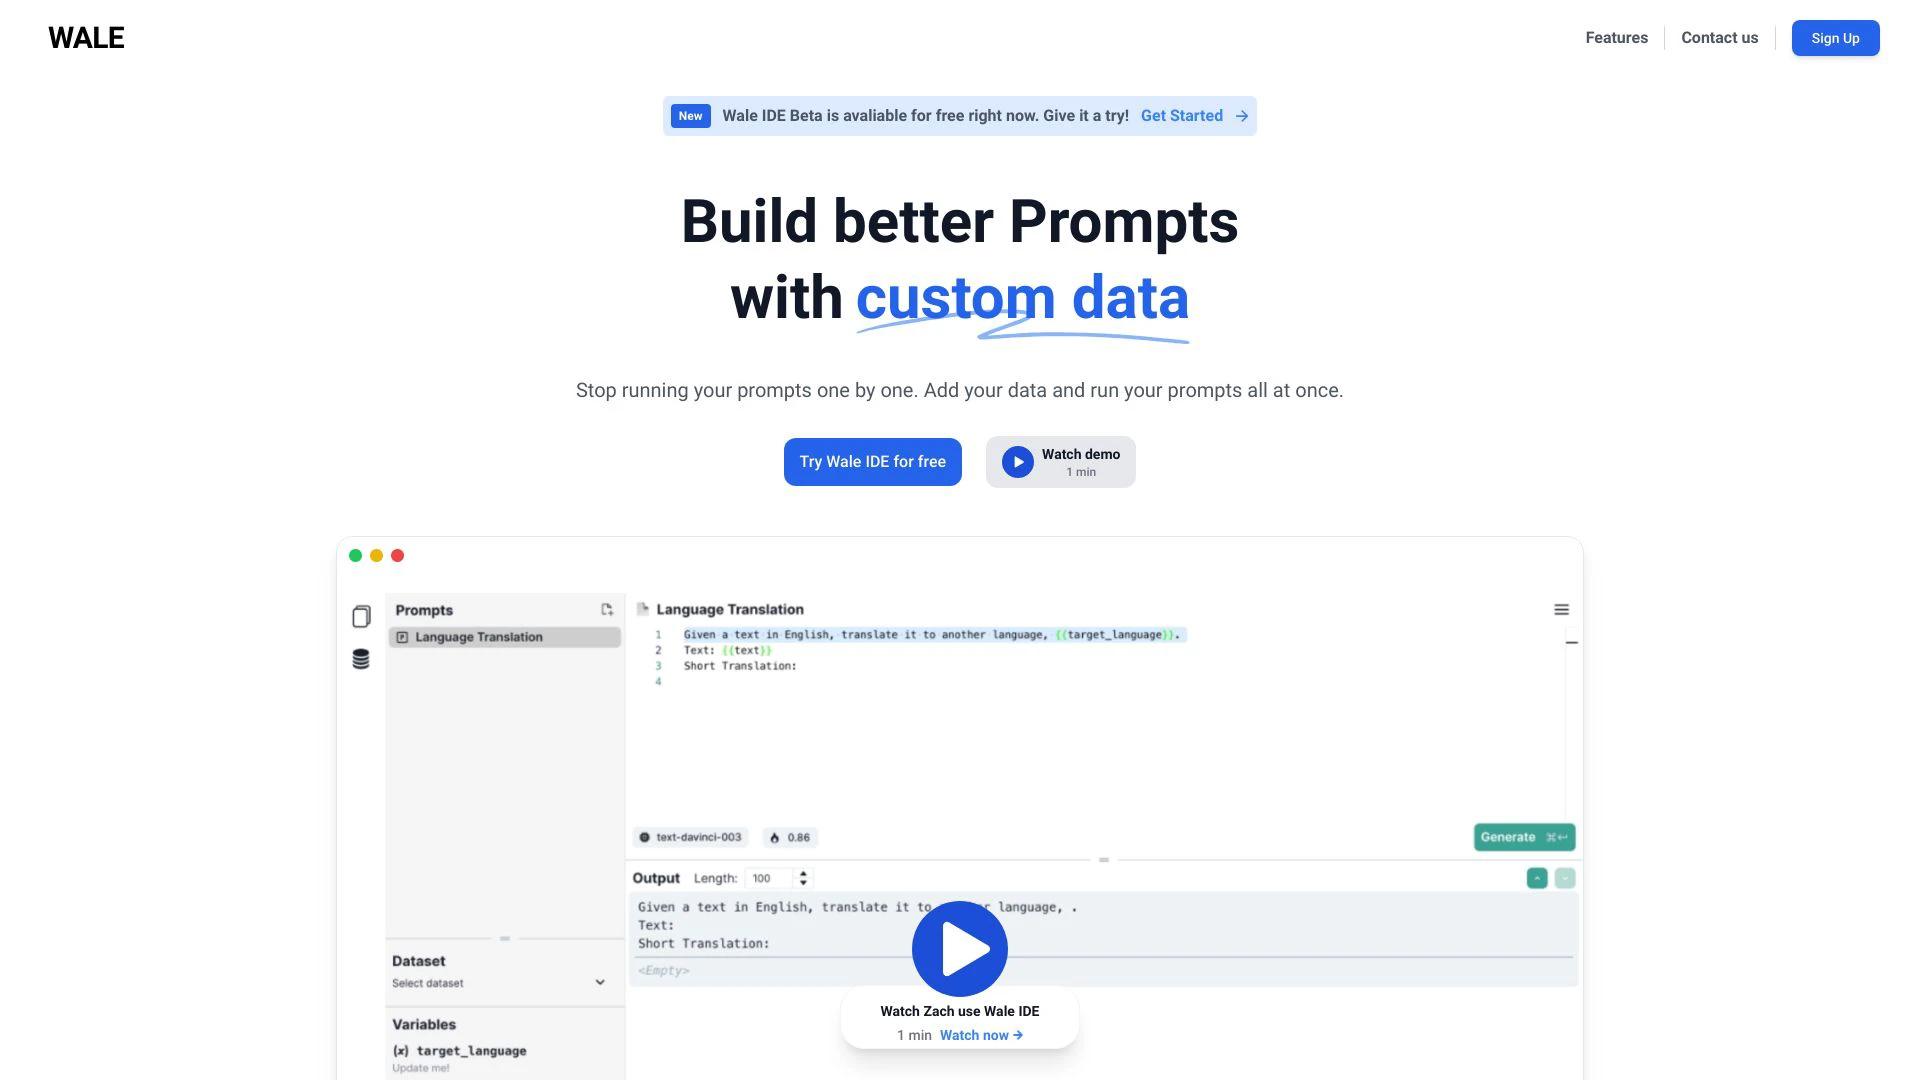 WALE
Features
Contact us
Sign Up
New Wale IDE Beta is avaliable for free right now. Give it a try! Get Started →
Build better Prompts
with custom data
Stop running your prompts one by one. Add your data and run your prompts all at once.
Try Wale IDE for free
Watch demo
1 min
Prompts
Language Translation
Language Translation
1 Given a text in English, translate it to another language, {{target_language}}.
2 Text: {{text}}
3 Short Translation:
4
text-davinci-003
0.86
Generate ⌘↩
Output Length: 100
Given a text in English, translate it to language, .
Text:
Short Translation:
<Empty>
Dataset
Select dataset
Variables
(x) target_language
Update me!
Watch Zach use Wale IDE
1 min Watch now →